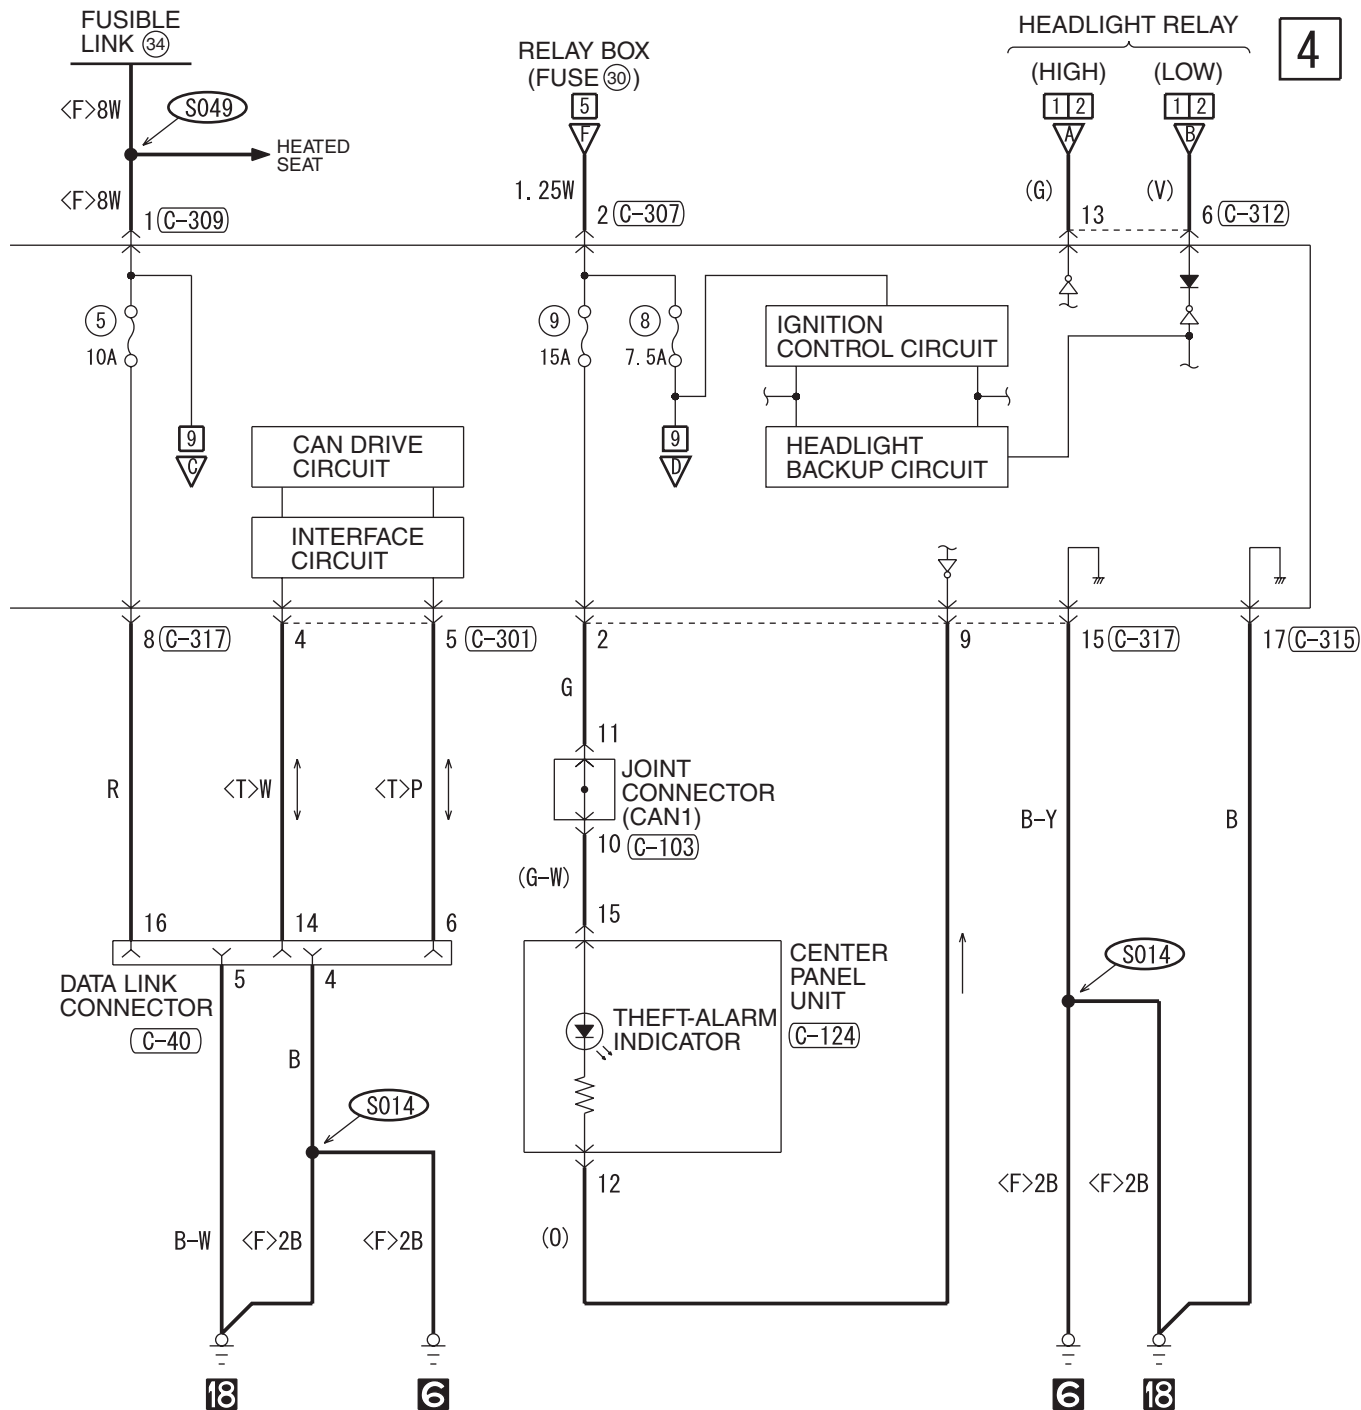 FUSIBLE
LINK 34
RELAY BOX
(FUSE 30)
HEADLIGHT RELAY
(HIGH) (LOW)
4
5
F
1 2
A
1 2
B
<F>8W
S049
HEATED
SEAT
<F>8W
1 C-309
1. 25W
2 C-307
(G)
13
(V)
6 C-312
5
10A
9
15A
8
7. 5A
IGNITION
CONTROL CIRCUIT
9
C
CAN DRIVE
CIRCUIT
9
D
HEADLIGHT
BACKUP CIRCUIT
INTERFACE
CIRCUIT
8 C-317
4
5 C-301
2
9
15 C-317
17 C-315
G
11
R
<T>W
<T>P
JOINT
CONNECTOR
(CAN1)
10 C-103
B-Y
B
(G-W)
16
14
6
15
5
4
DATA LINK
CONNECTOR
C-40
CENTER
PANEL
UNIT
C-124
THEFT-ALARM
INDICATOR
S014
B
S014
12
B-W
<F>2B
<F>2B
(O)
<F>2B
<F>2B
18
6
6
18